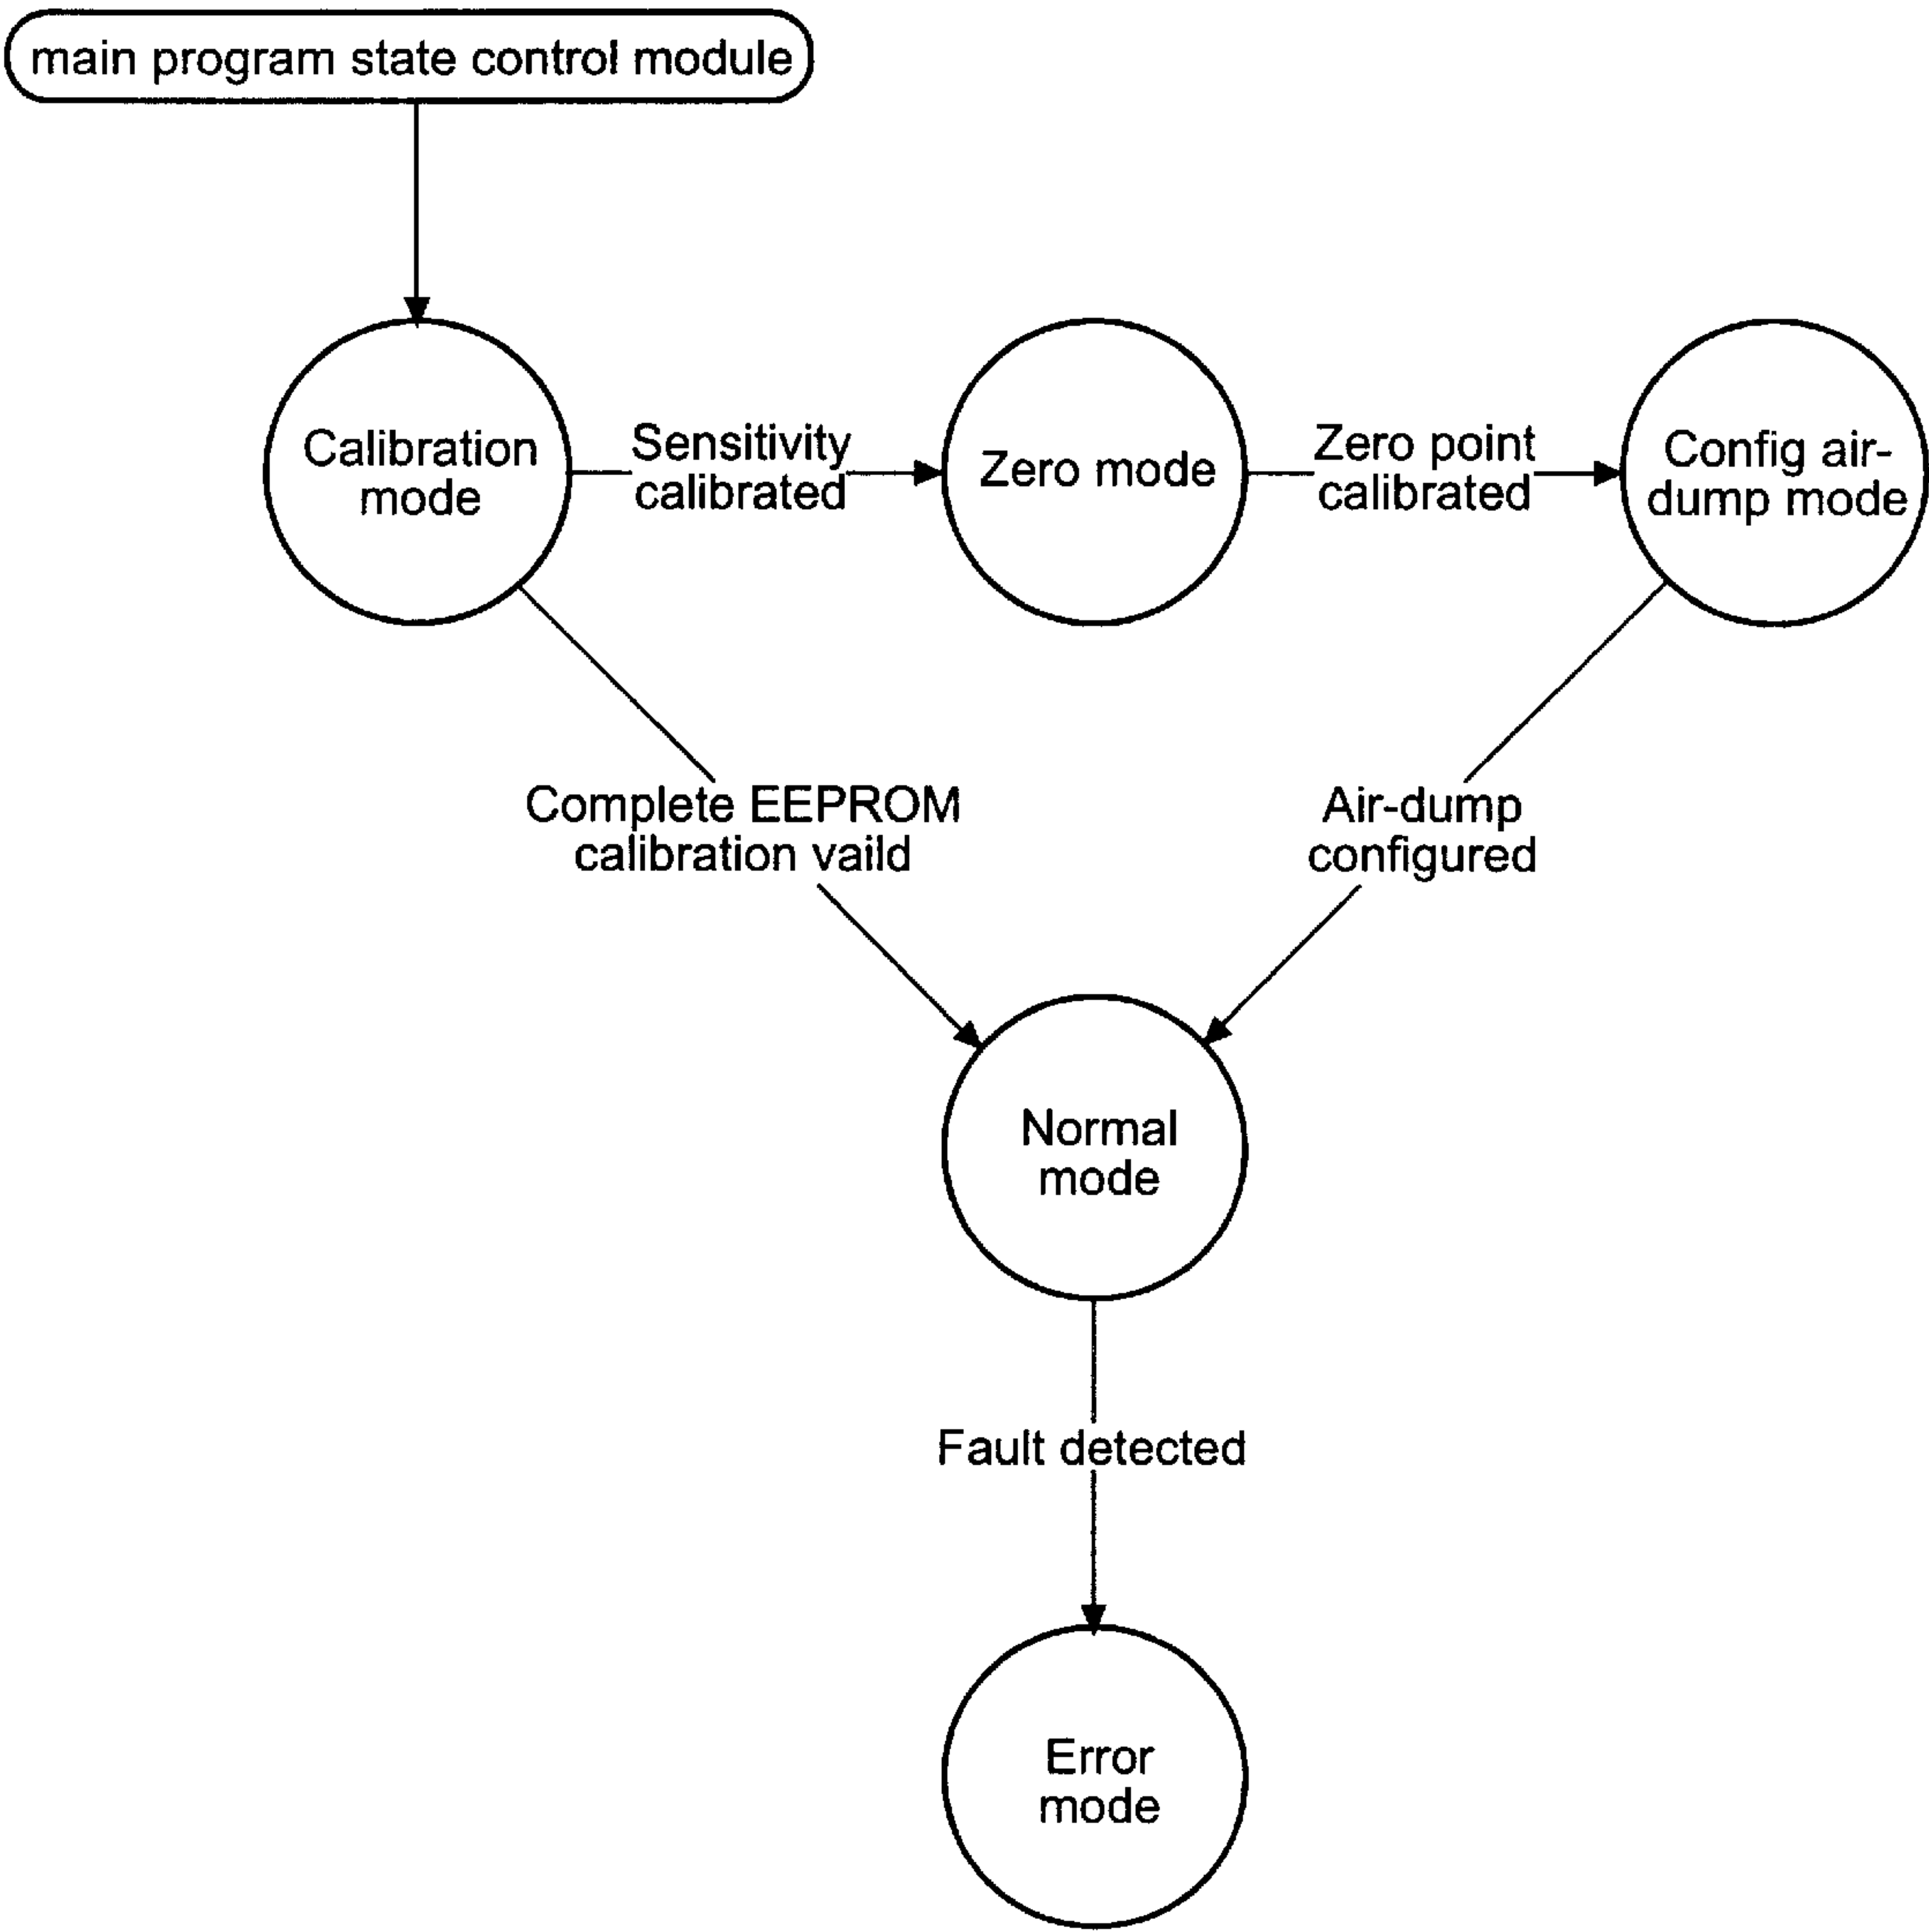 main program state control module
Calibration
mode
Sensitivity
calibrated
Zero mode
Zero point
calibrated
Config air-
dump mode
Complete EEPROM
calibration vaild
Air-dump
configured
Normal
mode
Fault detected
Error
mode